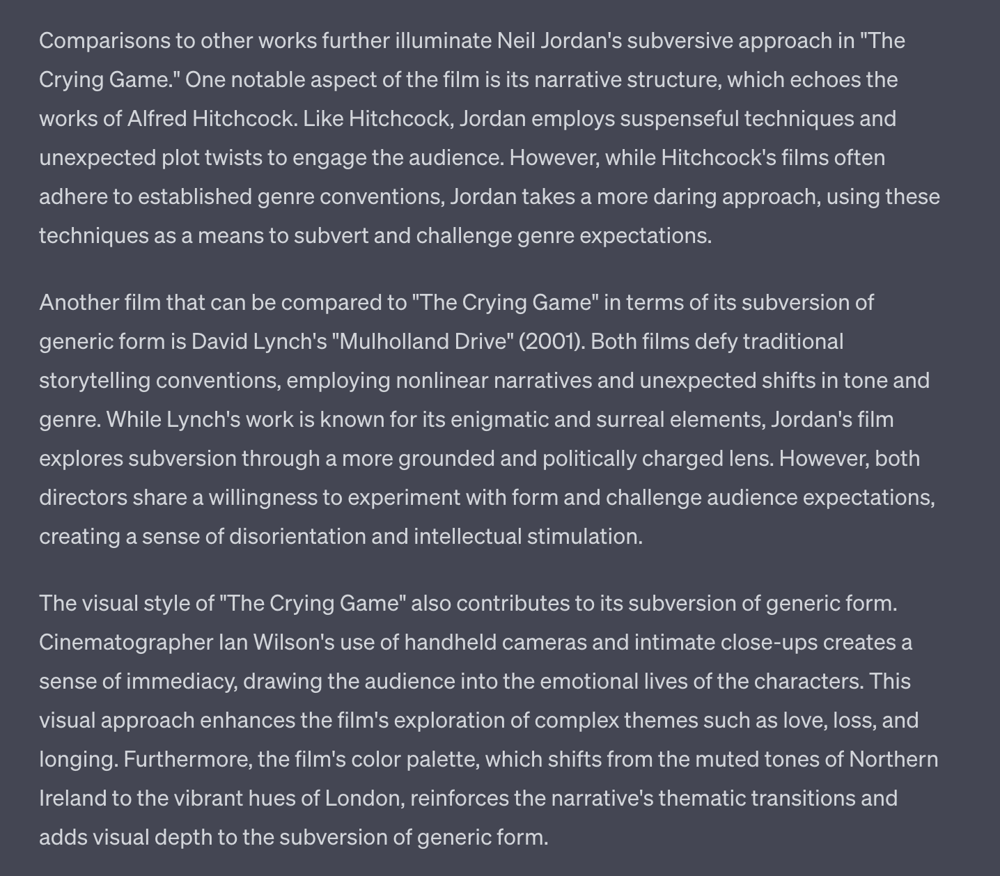 Comparisons to other works further illuminate Neil Jordan's subversive approach in "The
Crying Game." One notable aspect of the film is its narrative structure, which echoes the
works of Alfred Hitchcock. Like Hitchcock, Jordan employs suspenseful techniques and
unexpected plot twists to engage the audience. However, while Hitchcock's films often
adhere to established genre conventions, Jordan takes a more daring approach, using these
techniques as a means to subvert and challenge genre expectations.
Another film that can be compared to "The Crying Game" in terms of its subversion of
generic form is David Lynch's "Mulholland Drive" (2001). Both films defy traditional
storytelling conventions, employing nonlinear narratives and unexpected shifts in tone and
genre. While Lynch's work is known for its enigmatic and surreal elements, Jordan's film
explores subversion through a more grounded and politically charged lens. However, both
directors share a willingness to experiment with form and challenge audience expectations,
creating a sense of disorientation and intellectual stimulation.
The visual style of "The Crying Game" also contributes to its subversion of generic form.
Cinematographer Ian Wilson's use of handheld cameras and intimate close-ups creates a
sense of immediacy, drawing the audience into the emotional lives of the characters. This
visual approach enhances the film's exploration of complex themes such as love, loss, and
longing. Furthermore, the film's color palette, which shifts from the muted tones of Northern
Ireland to the vibrant hues of London, reinforces the narrative's thematic transitions and
adds visual depth to the subversion of generic form.